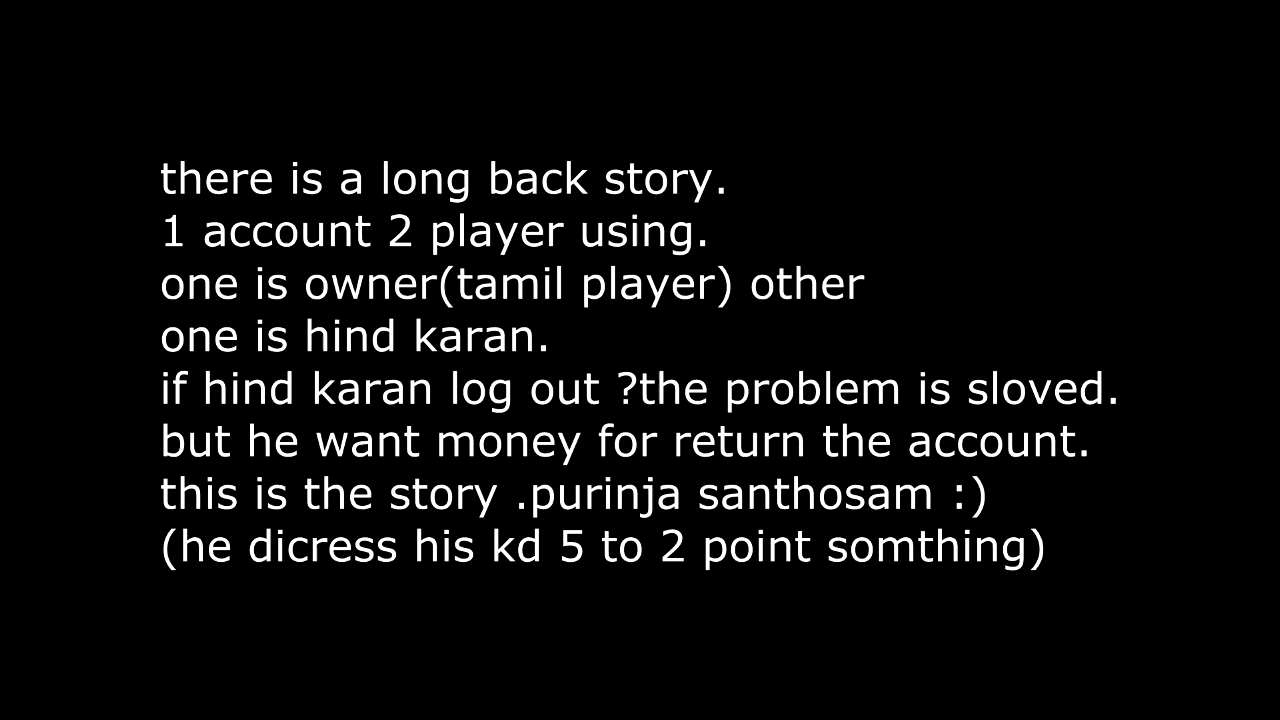 there is a long back story.
1 account 2 player using.
one is owner(tamil player) other
one is hind karan.
if hind karan log out ?the problem is sloved.
but he want money for return the account.
this is the story .purinja santhosam :)
(he dicress his kd 5 to 2 point somthing)